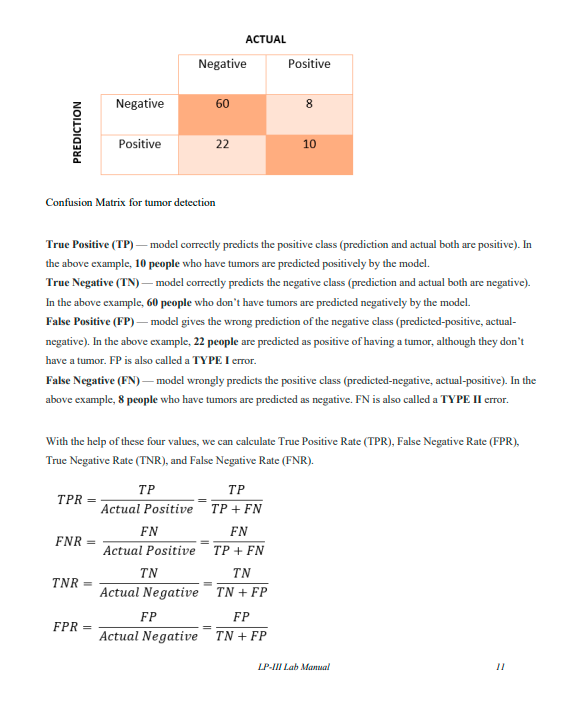 ACTUAL
Negative Positive
PREDICTION
Negative 60 8
Positive 22 10
Confusion Matrix for tumor detection
True Positive (TP) — model correctly predicts the positive class (prediction and actual both are positive). In
the above example, 10 people who have tumors are predicted positively by the model.
True Negative (TN) — model correctly predicts the negative class (prediction and actual both are negative).
In the above example, 60 people who don't have tumors are predicted negatively by the model.
False Positive (FP) — model gives the wrong prediction of the negative class (predicted-positive, actual-
negative). In the above example, 22 people are predicted as positive of having a tumor, although they don't
have a tumor. FP is also called a TYPE I error.
False Negative (FN) — model wrongly predicts the positive class (predicted-negative, actual-positive). In the
above example, 8 people who have tumors are predicted as negative. FN is also called a TYPE II error.
With the help of these four values, we can calculate True Positive Rate (TPR), False Negative Rate (FPR),
True Negative Rate (TNR), and False Negative Rate (FNR).
TPR = TP / Actual Positive = TP / TP + FN
FNR = FN / Actual Positive = FN / TP + FN
TNR = TN / Actual Negative = TN / TN + FP
FPR = FP / Actual Negative = FP / TN + FP
LP-III Lab Manual 11